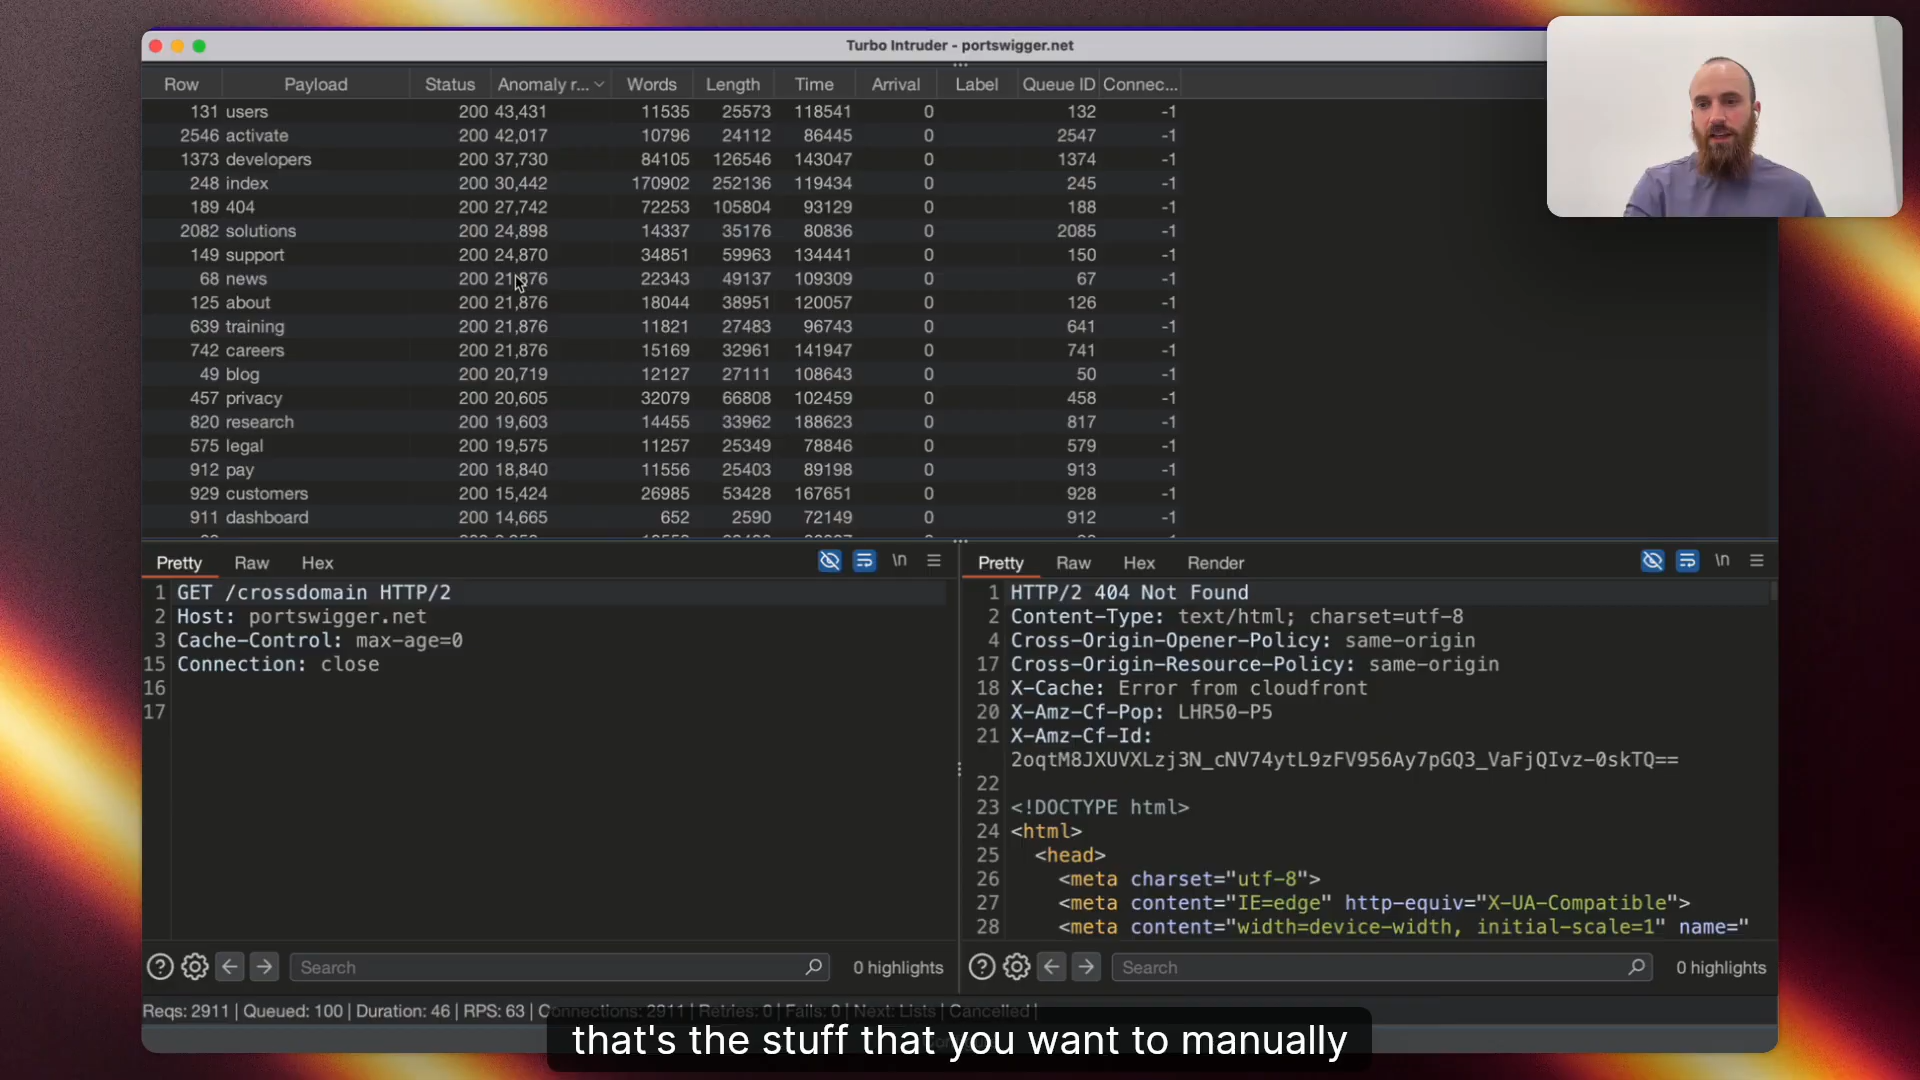 Turbo Intruder - portswigger.net
Row Payload Status Anomaly r... Words Length Time Arrival Label Queue ID Connec...
131 users 200 43,431 11535 25573 118541 0 132 -1
2546 activate 200 42,017 10796 24112 86445 0 2547 -1
1373 developers 200 37,730 84105 126546 143047 0 1374 -1
248 index 200 30,442 170902 252136 119434 0 245 -1
189 404 200 27,742 72253 105804 93129 0 188 -1
2082 solutions 200 24,898 14337 35176 80836 0 2085 -1
149 support 200 24,870 34851 59963 134441 0 150 -1
68 news 200 21,876 22343 49137 109309 0 67 -1
125 about 200 21,876 18044 38951 120057 0 126 -1
639 training 200 21,876 11821 27483 96743 0 641 -1
742 careers 200 21,876 15169 32961 141947 0 741 -1
49 blog 200 20,719 12127 27111 108643 0 50 -1
457 privacy 200 20,605 32079 66808 102459 0 458 -1
820 research 200 19,603 14455 33962 188623 0 817 -1
575 legal 200 19,575 11257 25349 78846 0 579 -1
912 pay 200 18,840 11556 25403 89198 0 913 -1
929 customers 200 15,424 26985 53428 167651 0 928 -1
911 dashboard 200 14,665 652 2590 72149 0 912 -1
Pretty Raw Hex \n
1 GET /crossdomain HTTP/2
2 Host: portswigger.net
3 Cache-Control: max-age=0
15 Connection: close
16
17
Search 0 highlights
Pretty Raw Hex Render \n
1 HTTP/2 404 Not Found
2 Content-Type: text/html; charset=utf-8
4 Cross-Origin-Opener-Policy: same-origin
17 Cross-Origin-Resource-Policy: same-origin
18 X-Cache: Error from cloudfront
20 X-Amz-Cf-Pop: LHR50-P5
21 X-Amz-Cf-Id:
2oqtM8JXUVXLzj3N_cNV74ytL9zFV956Ay7pGQ3_VaFjQIvz-0skTQ==
22
23 <!DOCTYPE html>
24 <html>
25 <head>
26 <meta charset="utf-8">
27 <meta content="IE=edge" http-equiv="X-UA-Compatible">
28 <meta content="width=device-width, initial-scale=1" name="
Search 0 highlights
Reqs: 2911 | Queued: 100 | Duration: 46 | RPS: 63 | Connections: 2911 | Retries: 0 | Fails: 0 | Next: Lists | Cancelled |
that's the stuff that you want to manually